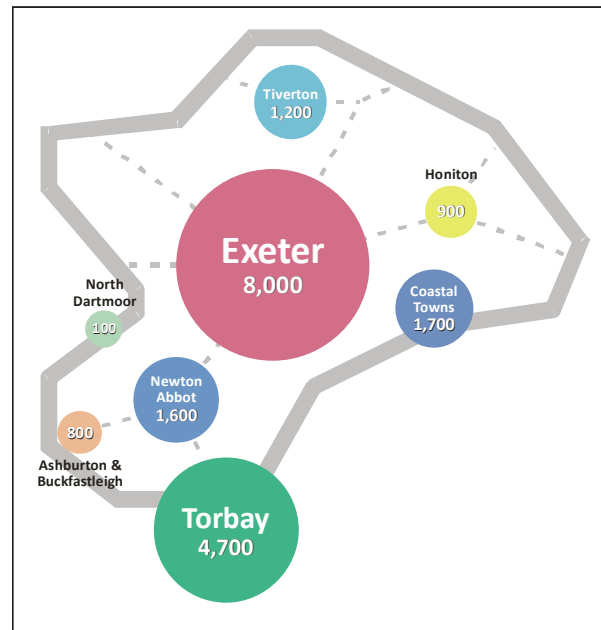 Tiverton
1,200
Honiton
900
Exeter
8,000
Coastal
Towns
1,700
North
Dartmoor
100
Newton
Abbot
1,600
800
Ashburton &
Buckfastleigh
Torbay
4,700